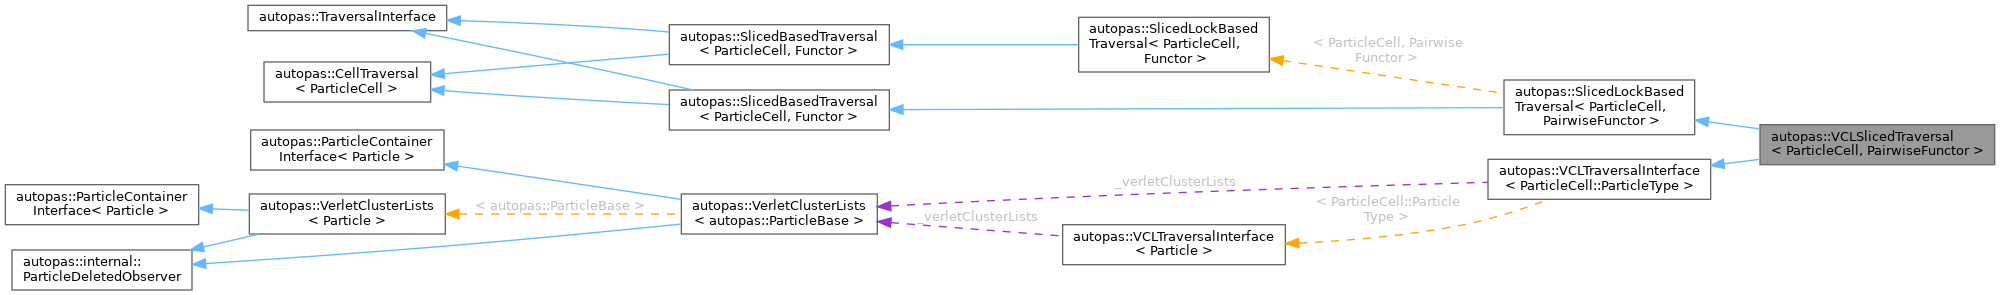 autopas::TraversalInterface
autopas::CellTraversal
< ParticleCell >
autopas::ParticleContainer
Interface< Particle >
autopas::ParticleContainer
Interface< Particle >
autopas::VerletClusterLists
< Particle >
autopas::internal::
ParticleDeletedObserver
autopas::SlicedBasedTraversal
< ParticleCell, Functor >
autopas::SlicedBasedTraversal
< ParticleCell, Functor >
< autopas::ParticleBase >
autopas::VerletClusterLists
< autopas::ParticleBase >
autopas::SlicedLockBased
Traversal< ParticleCell,
Functor >
_verletClusterLists
_verletClusterLists
autopas::VCLTraversalInterface
< Particle >
< ParticleCell, Pairwise
Functor >
< ParticleCell::Particle
Type >
autopas::SlicedLockBased
Traversal< ParticleCell,
PairwiseFunctor >
autopas::VCLTraversalInterface
< ParticleCell::ParticleType >
autopas::VCLSlicedTraversal
< ParticleCell, PairwiseFunctor >